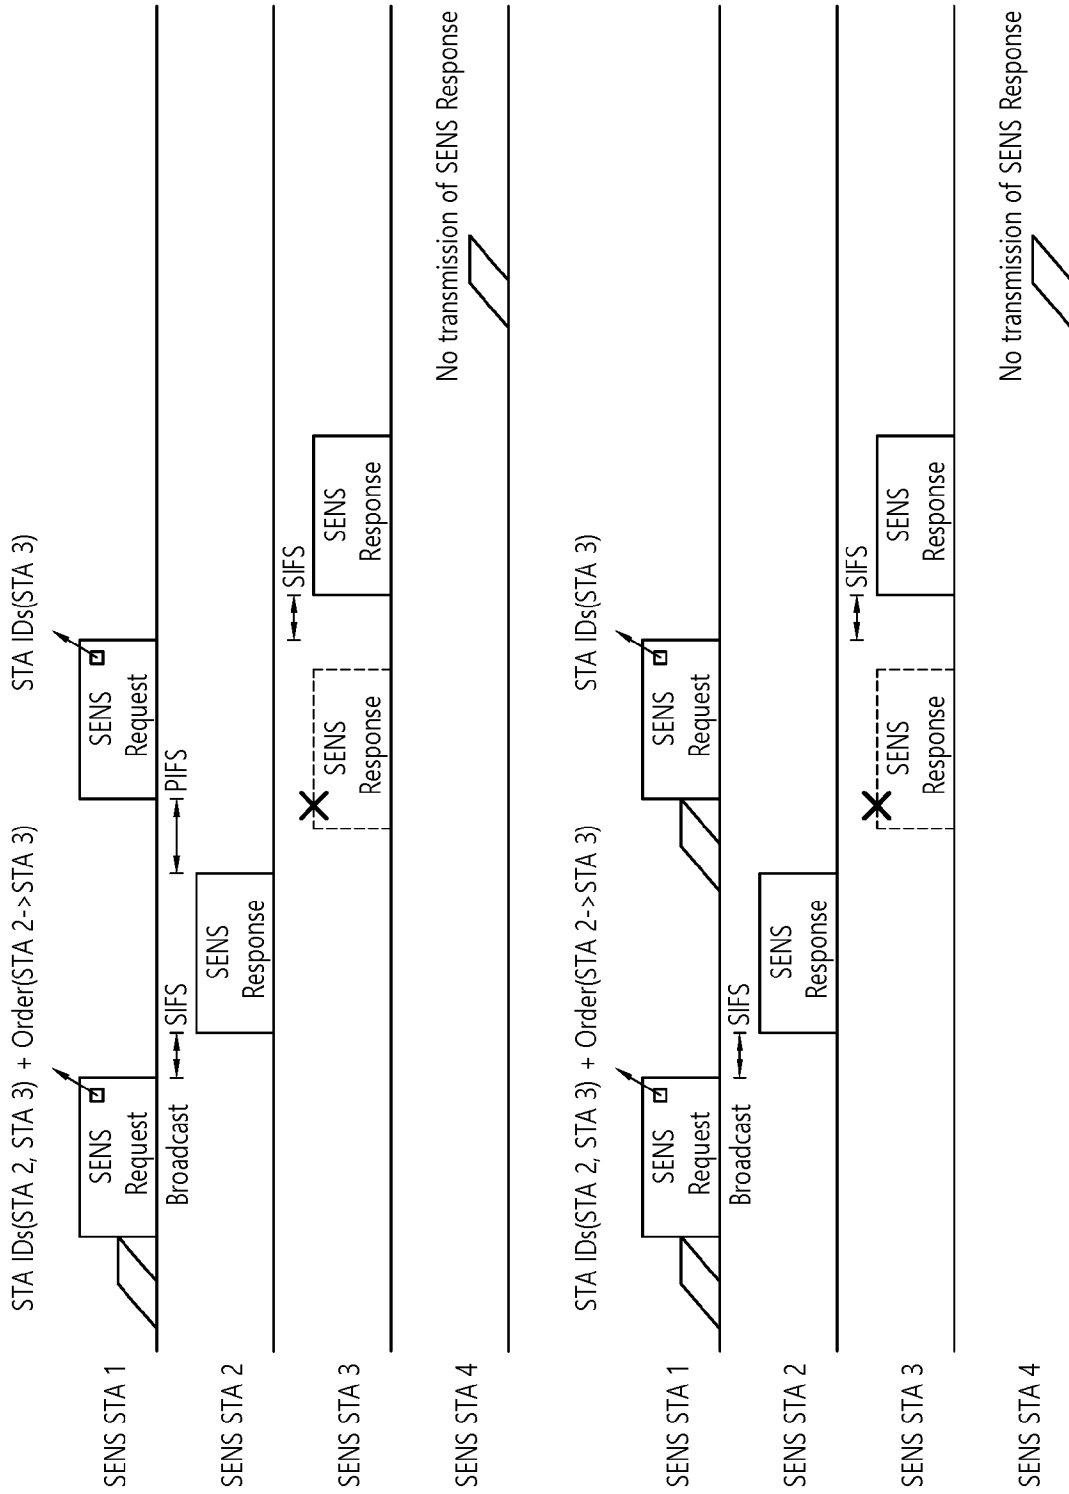 STA IDs(STA 2, STA 3) + Order(STA 2->STA 3)
STA IDs(STA 3)
SENS STA 1
SENS
Request
SENS
Request
Broadcast
SIFS
PIFS
SENS STA 2
SENS
Response
SIFS
SENS STA 3
SENS
Response
SENS
Response
No transmission of SENS Response
SENS STA 4
STA IDs(STA 2, STA 3) + Order(STA 2->STA 3)
STA IDs(STA 3)
SENS STA 1
SENS
Request
SENS
Request
Broadcast
SIFS
SENS STA 2
SENS
Response
SIFS
SENS STA 3
SENS
Response
SENS
Response
No transmission of SENS Response
SENS STA 4